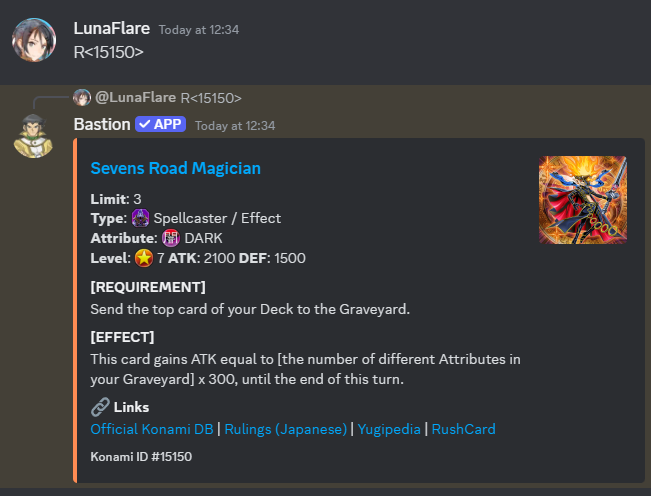 LunaFlare Today at 12:34
R<15150>
@LunaFlare R<15150>
Bastion APP Today at 12:34
Sevens Road Magician
Limit: 3
Type: Spellcaster / Effect
Attribute: DARK
Level: 7 ATK: 2100 DEF: 1500
[REQUIREMENT]
Send the top card of your Deck to the Graveyard.
[EFFECT]
This card gains ATK equal to [the number of different Attributes in
your Graveyard] x 300, until the end of this turn.
Links
Official Konami DB | Rulings (Japanese) | Yugipedia | RushCard
Konami ID #15150